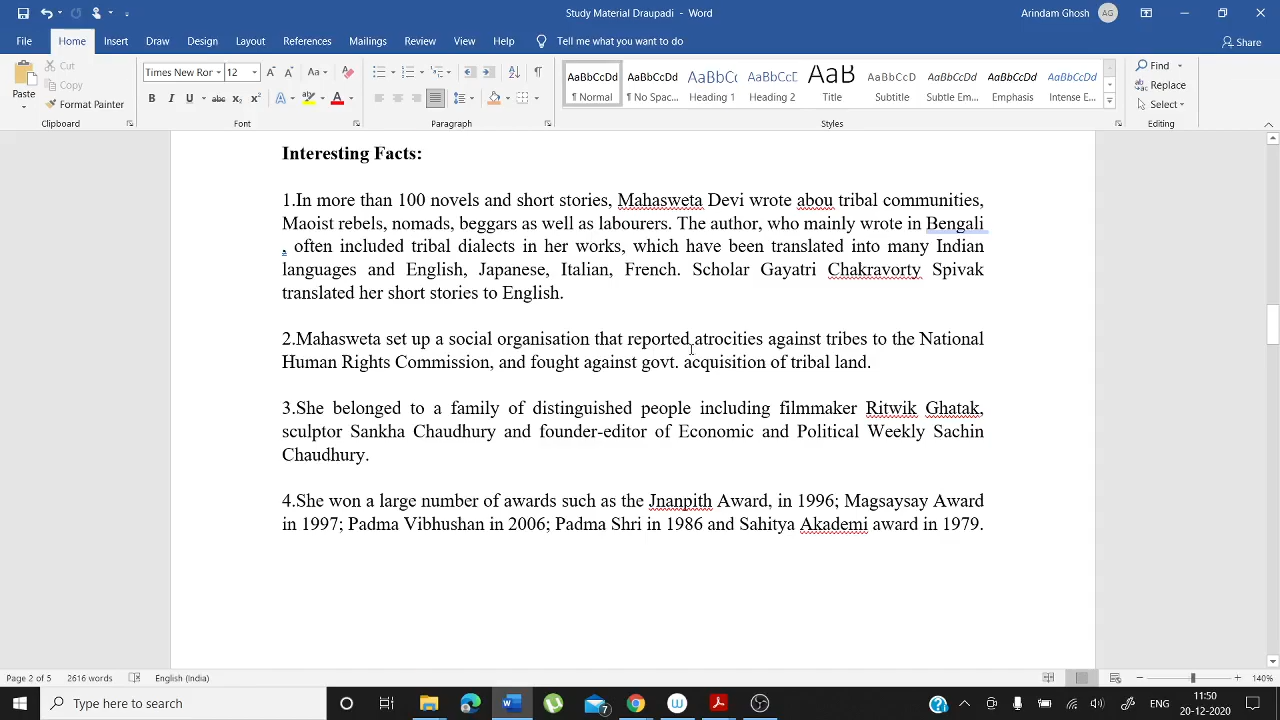 Study Material Draupadi - Word
Arindam Ghosh AG
File Home Insert Draw Design Layout References Mailings Review View Help Tell me what you want to do Share
Paste Cut Copy Format Painter
Times New Ror 12
AaBbCcDd AaBbCcDd AaBbCc AaBbCcE AaB AaBbCcD AaBbCcDd AaBbCcDd AaBbCcDd
¶ Normal ¶ No Spac... Heading 1 Heading 2 Title Subtitle Subtle Em... Emphasis Intense E...
Find Replace Select
Clipboard Font Paragraph Styles Editing
Interesting Facts:
1.In more than 100 novels and short stories, Mahasweta Devi wrote abou tribal communities,
Maoist rebels, nomads, beggars as well as labourers. The author, who mainly wrote in Bengali
, often included tribal dialects in her works, which have been translated into many Indian
languages and English, Japanese, Italian, French. Scholar Gayatri Chakravorty Spivak
translated her short stories to English.
2.Mahasweta set up a social organisation that reported atrocities against tribes to the National
Human Rights Commission, and fought against govt. acquisition of tribal land.
3.She belonged to a family of distinguished people including filmmaker Ritwik Ghatak,
sculptor Sankha Chaudhury and founder-editor of Economic and Political Weekly Sachin
Chaudhury.
4.She won a large number of awards such as the Jnanpith Award, in 1996; Magsaysay Award
in 1997; Padma Vibhushan in 2006; Padma Shri in 1986 and Sahitya Akademi award in 1979.
Page 2 of 5 2616 words English (India) 140%
Type here to search
11:50
20-12-2020